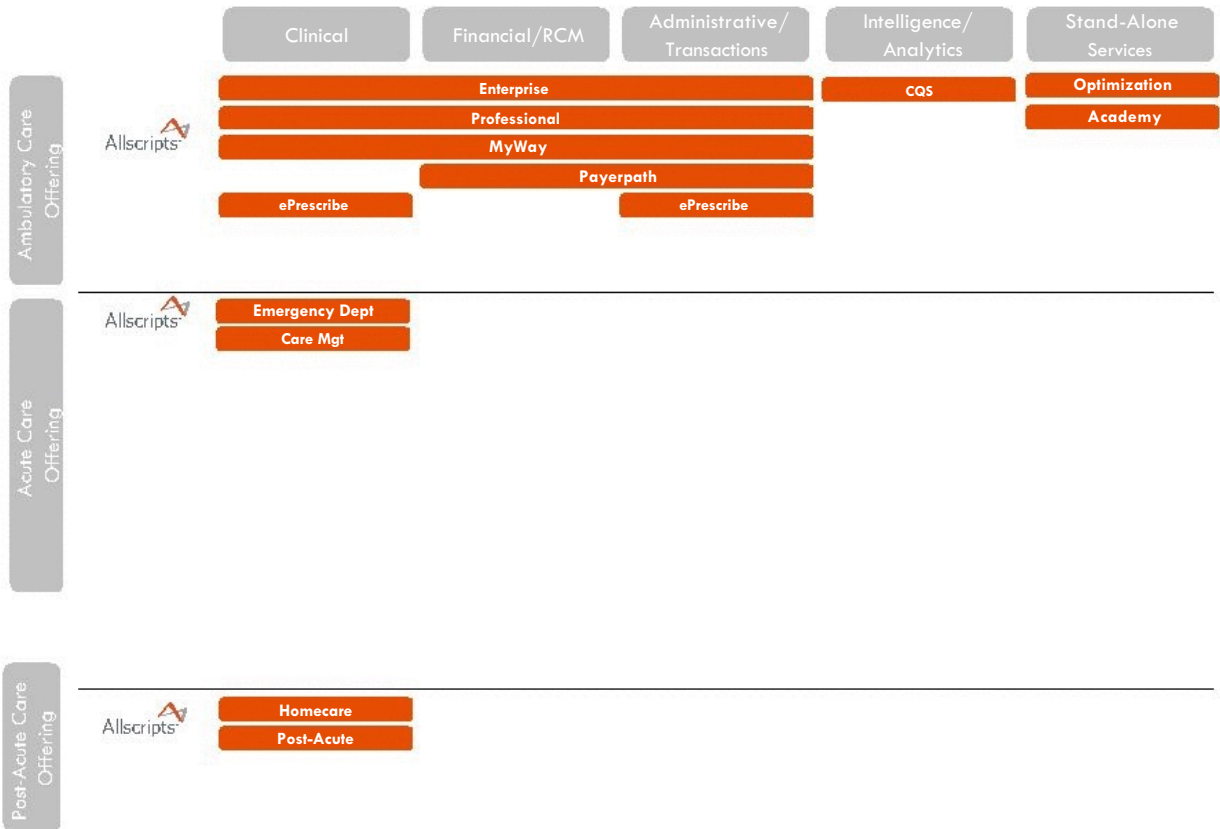 Clinical
Financial/RCM
Administrative/
Transactions
Intelligence/
Analytics
Stand-Alone
Services
Ambulatory Care
Offering
Allscripts
Enterprise
CQS
Optimization
Professional
Academy
MyWay
Payerpath
ePrescribe
ePrescribe
Acute Care
Offering
Allscripts
Emergency Dept
Care Mgt
Post-Acute Care
Offering
Allscripts
Homecare
Post-Acute